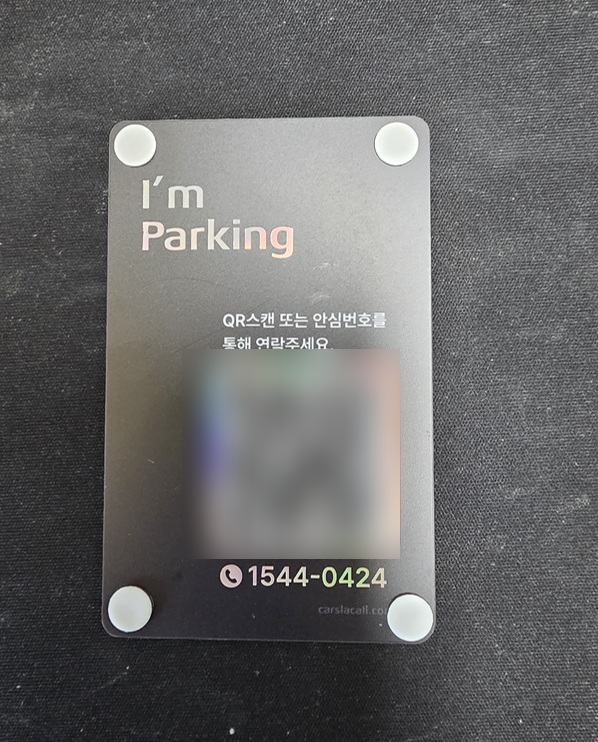 I'm
Parking
QR스캔 또는 안심번호를
통해 연락주세요.
1544-0424